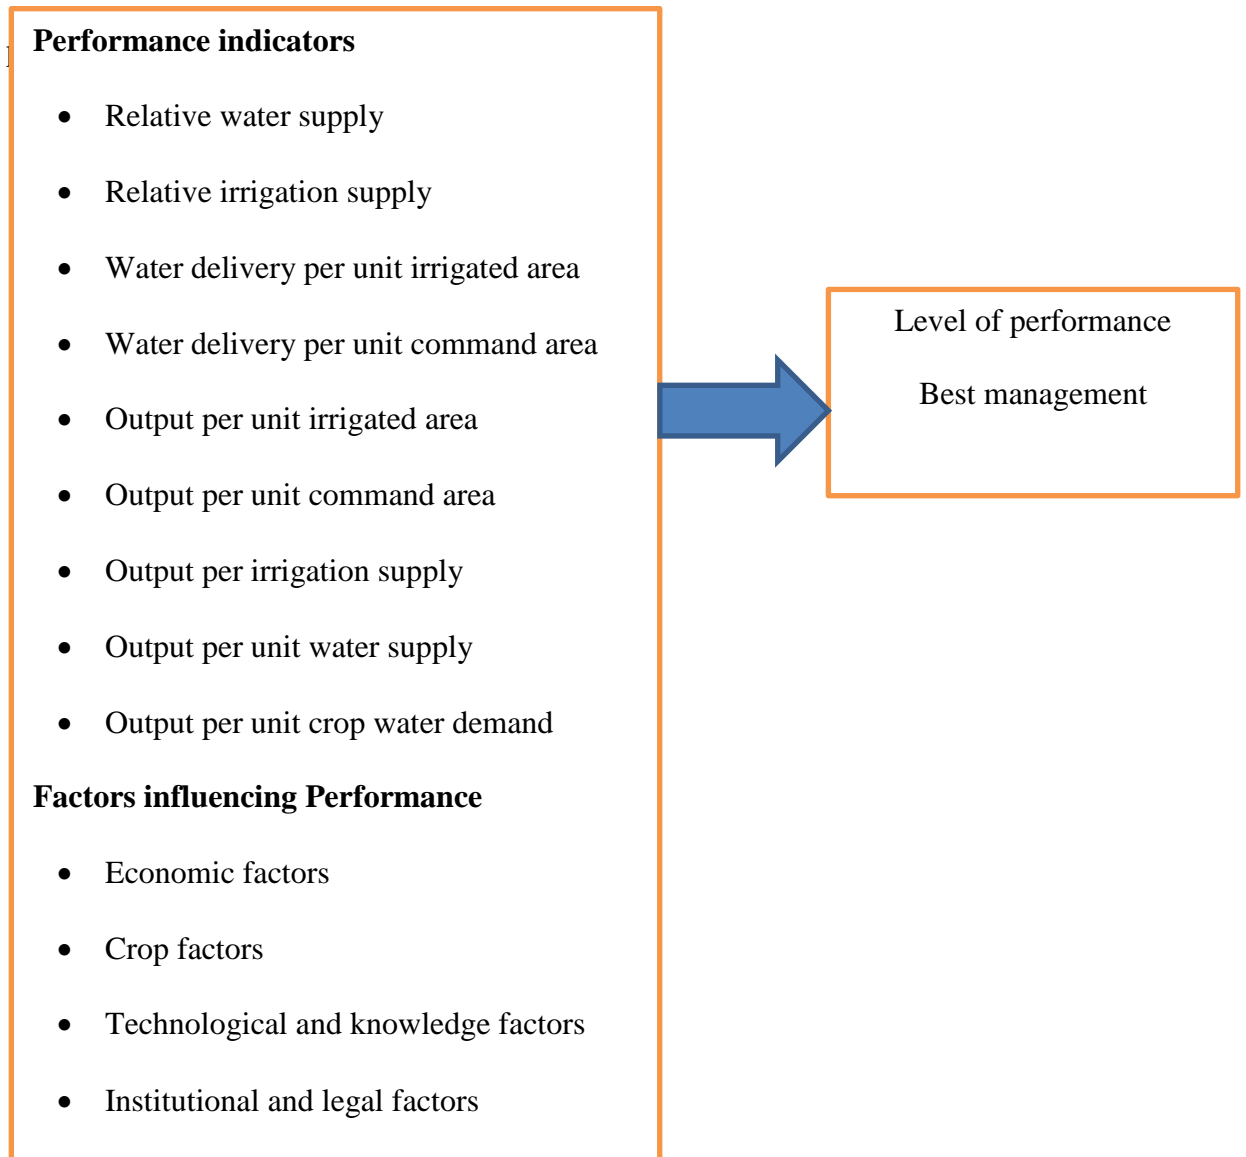 Performance indicators
• Relative water supply
• Relative irrigation supply
• Water delivery per unit irrigated area
• Water delivery per unit command area
• Output per unit irrigated area
• Output per unit command area
• Output per irrigation supply
• Output per unit water supply
• Output per unit crop water demand
Factors influencing Performance
• Economic factors
• Crop factors
• Technological and knowledge factors
• Institutional and legal factors
Level of performance
Best management